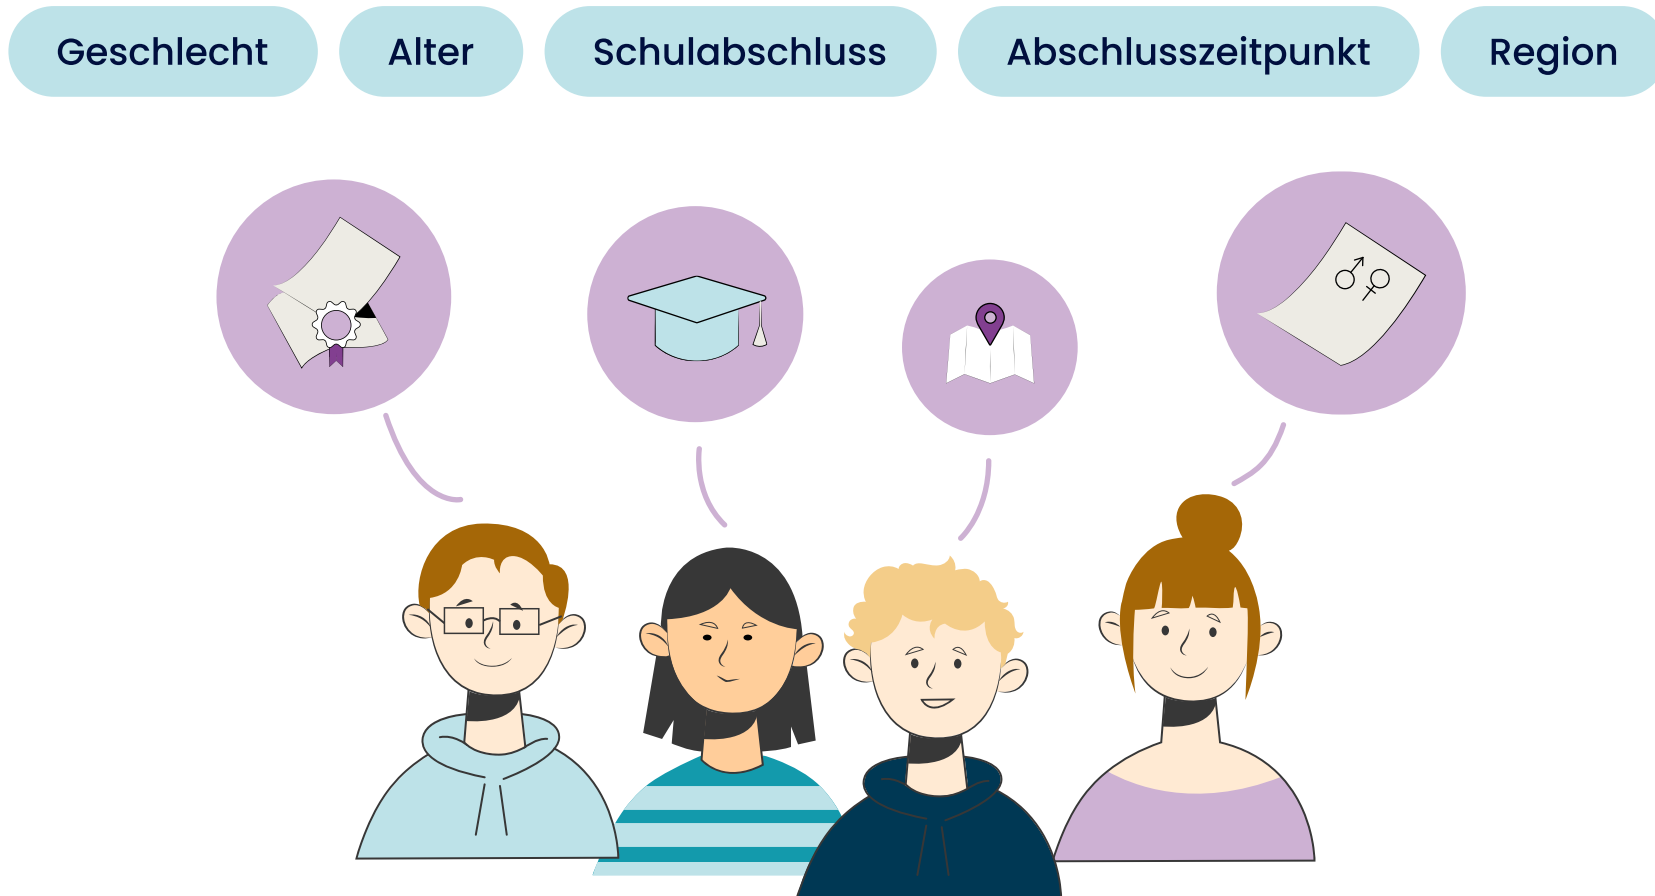 Geschlecht
Alter
Schulabschluss
Abschlusszeitpunkt
Region